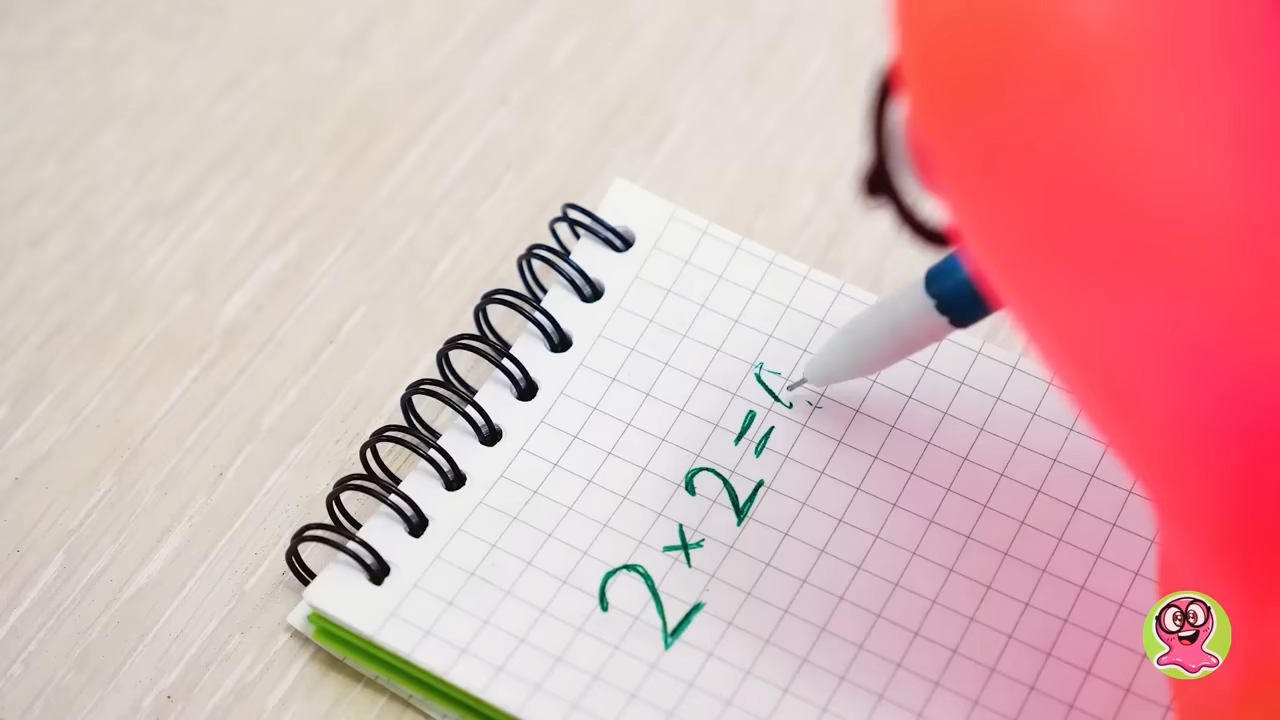 2 × 2 =